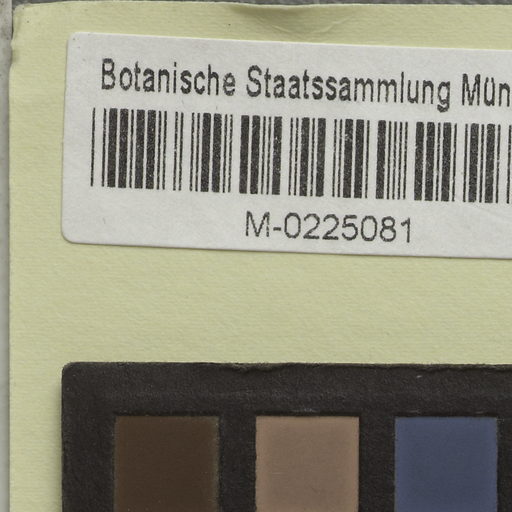 Botanische Staatssammlung Mün
M-0225081